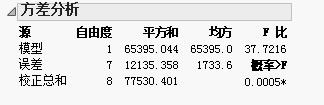 方差分析
源 自由度 平方和 均方 F 比
模型 1 65395.044 65395.0 37.7216
误差 7 12135.358 1733.6 概率>F
校正总和 8 77530.401 0.0005*